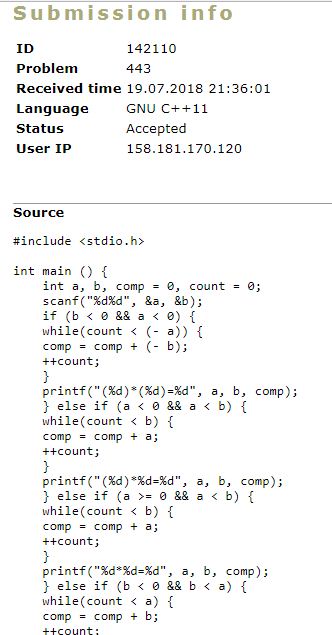 Submission info
ID 142110
Problem 443
Received time 19.07.2018 21:36:01
Language GNU C++11
Status Accepted
User IP 158.181.170.120
Source
#include <stdio.h>
int main () {
int a, b, comp = 0, count = 0;
scanf("%d%d", &a, &b);
if (b < 0 && a < 0) {
while(count < (- a)) {
comp = comp + (- b);
++count;
}
printf("(%d)*(%d)=%d", a, b, comp);
} else if (a < 0 && a < b) {
while(count < b) {
comp = comp + a;
++count;
}
printf("(%d)*%d=%d", a, b, comp);
} else if (a >= 0 && a < b) {
while(count < b) {
comp = comp + a;
++count;
}
printf("%d*%d=%d", a, b, comp);
} else if (b < 0 && b < a) {
while(count < a) {
comp = comp + b;
++count;